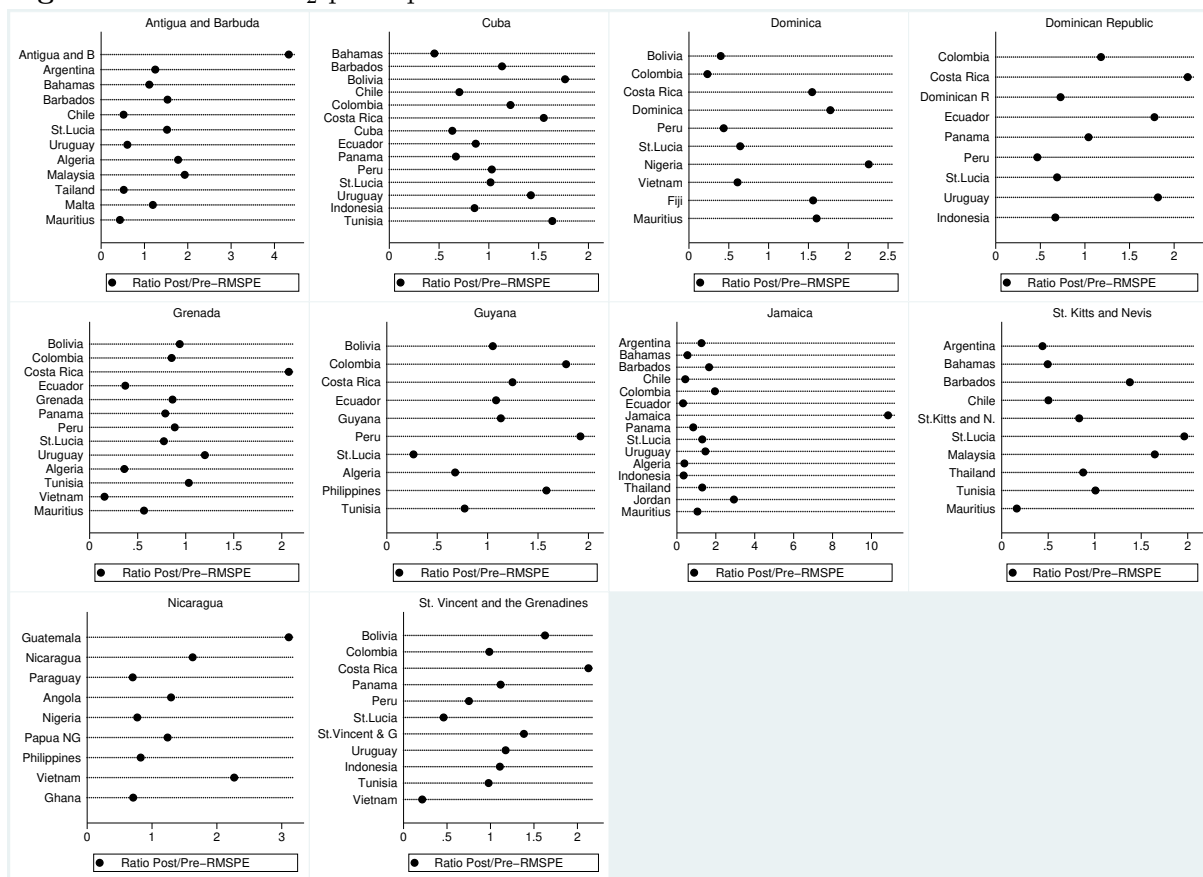 Antigua and Barbuda
Antigua and B
Argentina
Bahamas
Barbados
Chile
St.Lucia
Uruguay
Algeria
Malaysia
Tailand
Malta
Mauritius
0 1 2 3 4
Ratio Post/Pre−RMSPE
Cuba
Bahamas
Barbados
Bolivia
Chile
Colombia
Costa Rica
Cuba
Ecuador
Panama
Peru
St.Lucia
Uruguay
Indonesia
Tunisia
0 .5 1 1.5 2
Ratio Post/Pre−RMSPE
Dominica
Bolivia
Colombia
Costa Rica
Dominica
Peru
St.Lucia
Nigeria
Vietnam
Fiji
Mauritius
0 .5 1 1.5 2 2.5
Ratio Post/Pre−RMSPE
Dominican Republic
Colombia
Costa Rica
Dominican R
Ecuador
Panama
Peru
St.Lucia
Uruguay
Indonesia
0 .5 1 1.5 2
Ratio Post/Pre−RMSPE
Grenada
Bolivia
Colombia
Costa Rica
Ecuador
Grenada
Panama
Peru
St.Lucia
Uruguay
Algeria
Tunisia
Vietnam
Mauritius
0 .5 1 1.5 2
Ratio Post/Pre−RMSPE
Guyana
Bolivia
Colombia
Costa Rica
Ecuador
Guyana
Peru
St.Lucia
Algeria
Philippines
Tunisia
0 .5 1 1.5 2
Ratio Post/Pre−RMSPE
Jamaica
Argentina
Bahamas
Barbados
Chile
Colombia
Ecuador
Jamaica
Panama
St.Lucia
Uruguay
Algeria
Indonesia
Thailand
Jordan
Mauritius
0 2 4 6 8 10
Ratio Post/Pre−RMSPE
St. Kitts and Nevis
Argentina
Bahamas
Barbados
Chile
St.Kitts and N.
St.Lucia
Malaysia
Thailand
Tunisia
Mauritius
0 .5 1 1.5 2
Ratio Post/Pre−RMSPE
Nicaragua
Guatemala
Nicaragua
Paraguay
Angola
Nigeria
Papua NG
Philippines
Vietnam
Ghana
0 1 2 3
Ratio Post/Pre−RMSPE
St. Vincent and the Grenadines
Bolivia
Colombia
Costa Rica
Panama
Peru
St.Lucia
St.Vincent & G
Uruguay
Indonesia
Tunisia
Vietnam
0 .5 1 1.5 2
Ratio Post/Pre−RMSPE